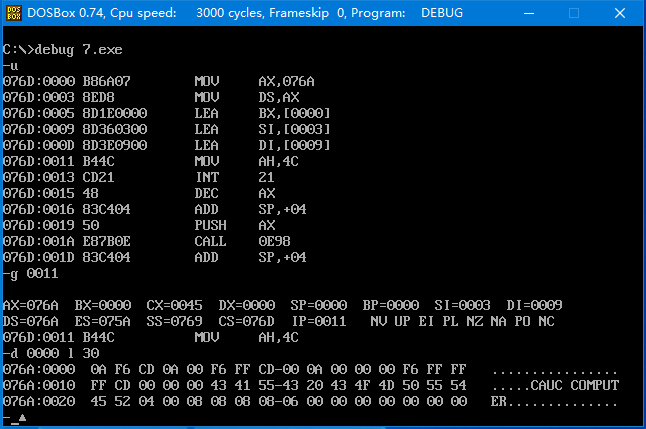 DOSBox 0.74, Cpu speed:     3000 cycles, Frameskip  0, Program:    DEBUG
C:\>debug 7.exe
-u
076D:0000 B86A07        MOV     AX,076A
076D:0003 8ED8          MOV     DS,AX
076D:0005 8D1E0000      LEA     BX,[0000]
076D:0009 8D360300      LEA     SI,[0003]
076D:000D 8D3E0900      LEA     DI,[0009]
076D:0011 B44C          MOV     AH,4C
076D:0013 CD21          INT     21
076D:0015 48            DEC     AX
076D:0016 83C404        ADD     SP,+04
076D:0019 50            PUSH    AX
076D:001A E87B0E        CALL    0E98
076D:001D 83C404        ADD     SP,+04
-g 0011
AX=076A  BX=0000  CX=0045  DX=0000  SP=0000  BP=0000  SI=0003  DI=0009
DS=076A  ES=075A  SS=0769  CS=076D  IP=0011   NV UP EI PL NZ NA PO NC
076D:0011 B44C          MOV     AH,4C
-d 0000 l 30
076A:0000  0A F6 CD 0A 00 F6 FF CD-00 0A 00 00 00 F6 FF FF   ................
076A:0010  FF CD 00 00 00 43 41 55-43 20 43 4F 4D 50 55 54   .....CAUC COMPUT
076A:0020  45 52 04 00 08 08 08 08-06 00 00 00 00 00 00 00   ER..............
-_